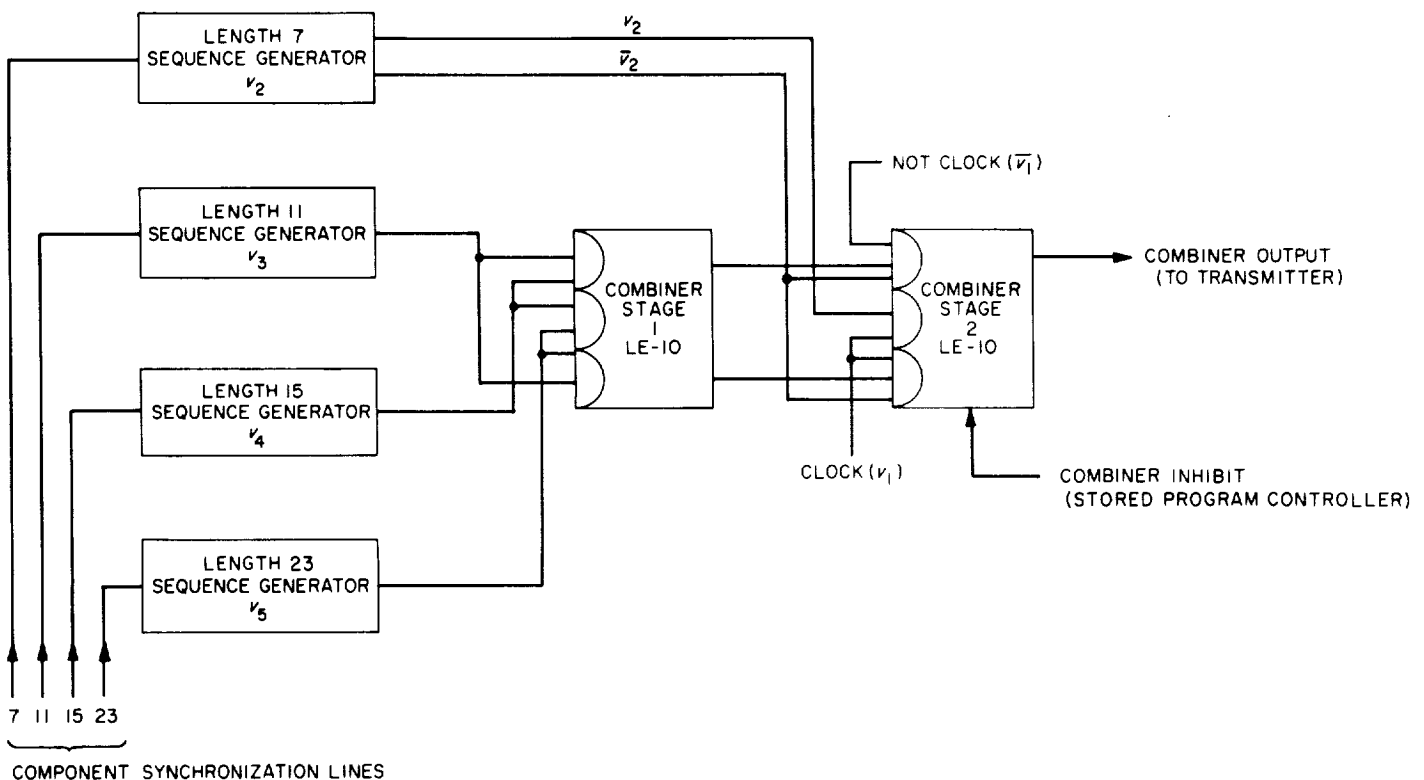 LENGTH 7
SEQUENCE GENERATOR
ν₂
ν₂
ν̅₂
LENGTH 11
SEQUENCE GENERATOR
ν₃
LENGTH 15
SEQUENCE GENERATOR
ν₄
LENGTH 23
SEQUENCE GENERATOR
ν₅
COMBINER
STAGE
1
LE-10
NOT CLOCK (ν̅₁)
COMBINER
STAGE
2
LE-10
CLOCK (ν₁)
COMBINER OUTPUT
(TO TRANSMITTER)
COMBINER INHIBIT
(STORED PROGRAM CONTROLLER)
7 11 15 23
COMPONENT SYNCHRONIZATION LINES